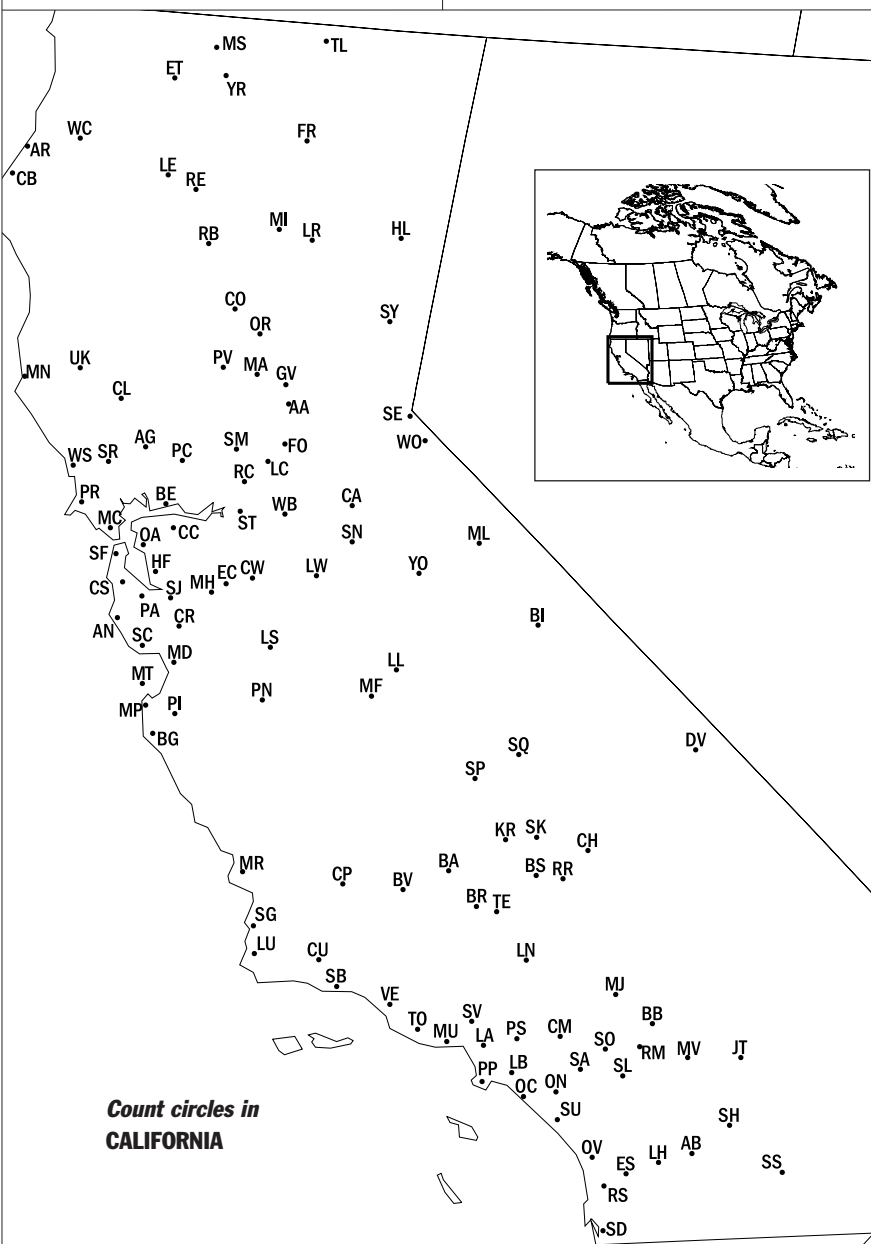 MS
TL
ET
YR
WC
FR
AR
LE
CB
RE
MI
RB
LR
HL
CO
SY
OR
UK
PV
MA
MN
GV
CL
AA
SE
AG
SM
WO
FO
WS
SR
PC
LC
RC
PR
BE
CA
WB
MC
ST
CC
OA
SN
ML
SF
HF
LW
YO
EC
CW
CS
MH
SJ
PA
CR
BI
AN
SC
LS
MD
LL
MT
PN
MF
MP
PI
BG
DV
SQ
SP
KR
SK
CH
MR
BA
BS
RR
CP
BV
BR
TE
SG
LU
CU
LN
SB
MJ
VE
BB
SV
TO
MU
LA
PS
CM
SO
RM
MV
JT
PP
LB
SA
SL
OC
ON
Count circles in
CALIFORNIA
SU
SH
OV
LH
AB
ES
SS
RS
SD